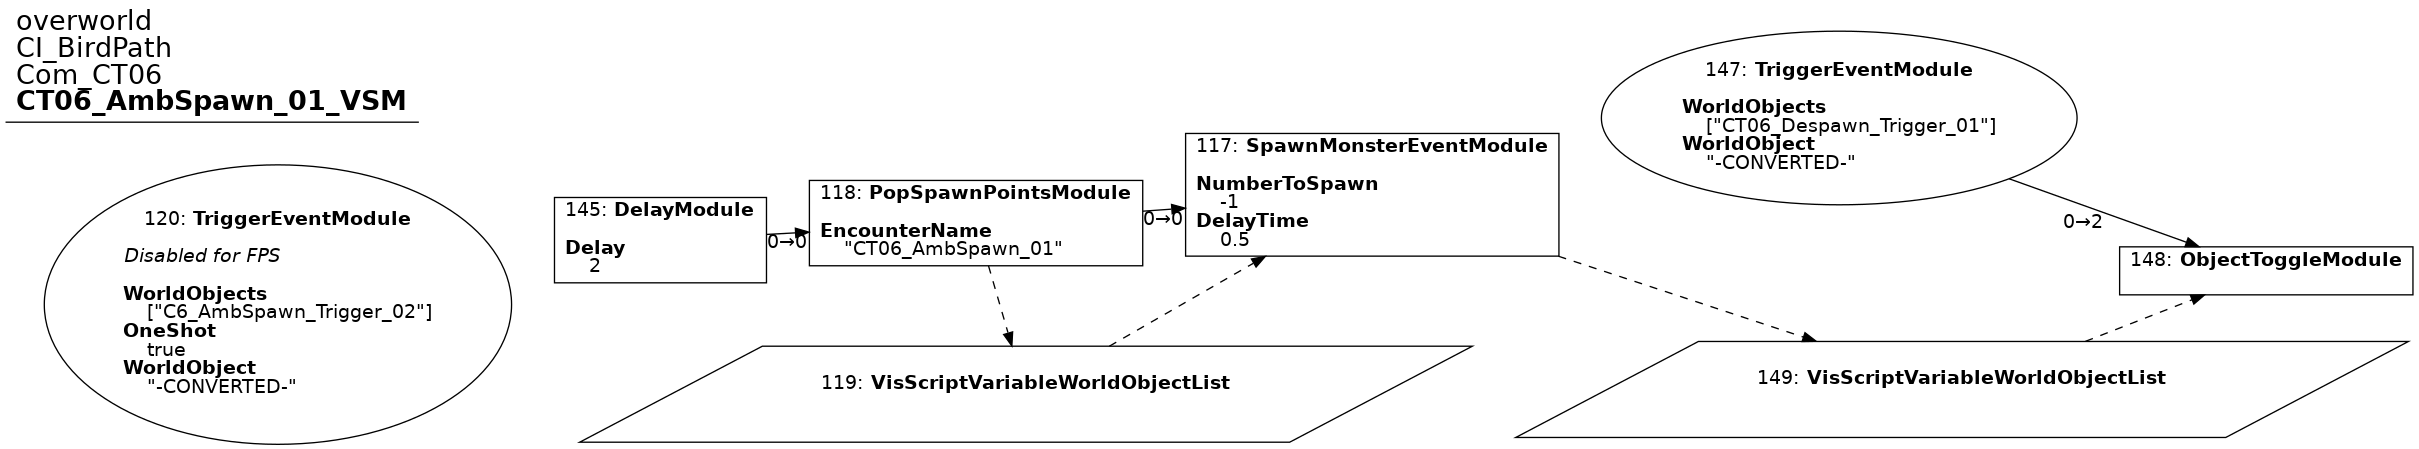 overworld
CI_BirdPath
Com_CT06
CT06_AmbSpawn_01_VSM
120: TriggerEventModule
Disabled for FPS
WorldObjects
["C6_AmbSpawn_Trigger_02"]
OneShot
true
WorldObject
"-CONVERTED-"
145: DelayModule
Delay
2
0→0
118: PopSpawnPointsModule
EncounterName
"CT06_AmbSpawn_01"
0→0
117: SpawnMonsterEventModule
NumberToSpawn
-1
DelayTime
0.5
147: TriggerEventModule
WorldObjects
["CT06_Despawn_Trigger_01"]
WorldObject
"-CONVERTED-"
0→2
148: ObjectToggleModule
119: VisScriptVariableWorldObjectList
149: VisScriptVariableWorldObjectList